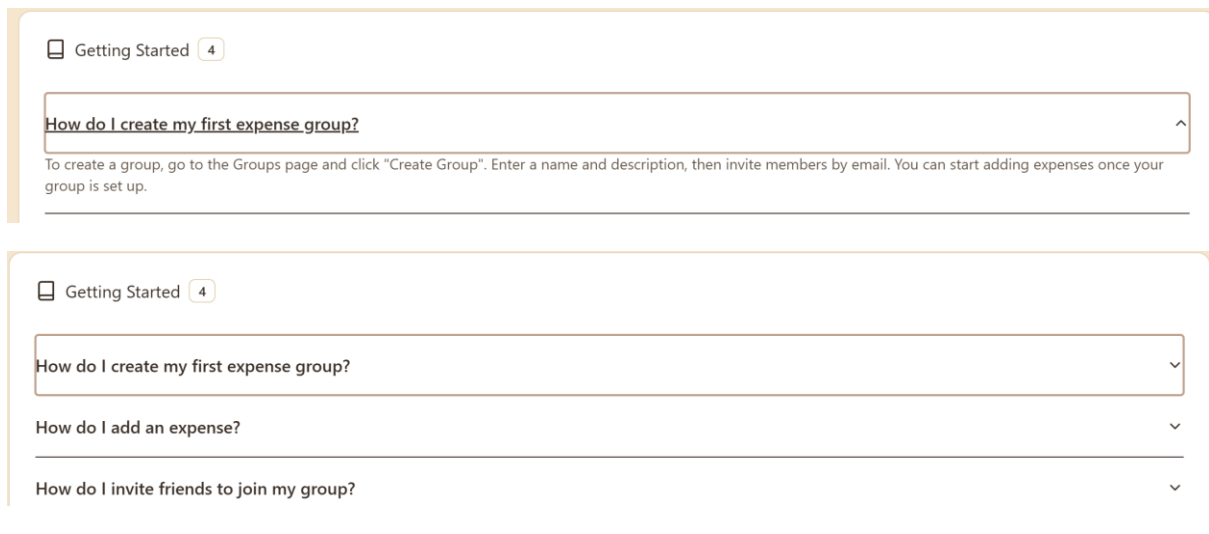 Getting Started 4
How do I create my first expense group?
To create a group, go to the Groups page and click "Create Group". Enter a name and description, then invite members by email. You can start adding expenses once your
group is set up.
Getting Started 4
How do I create my first expense group?
How do I add an expense?
How do I invite friends to join my group?